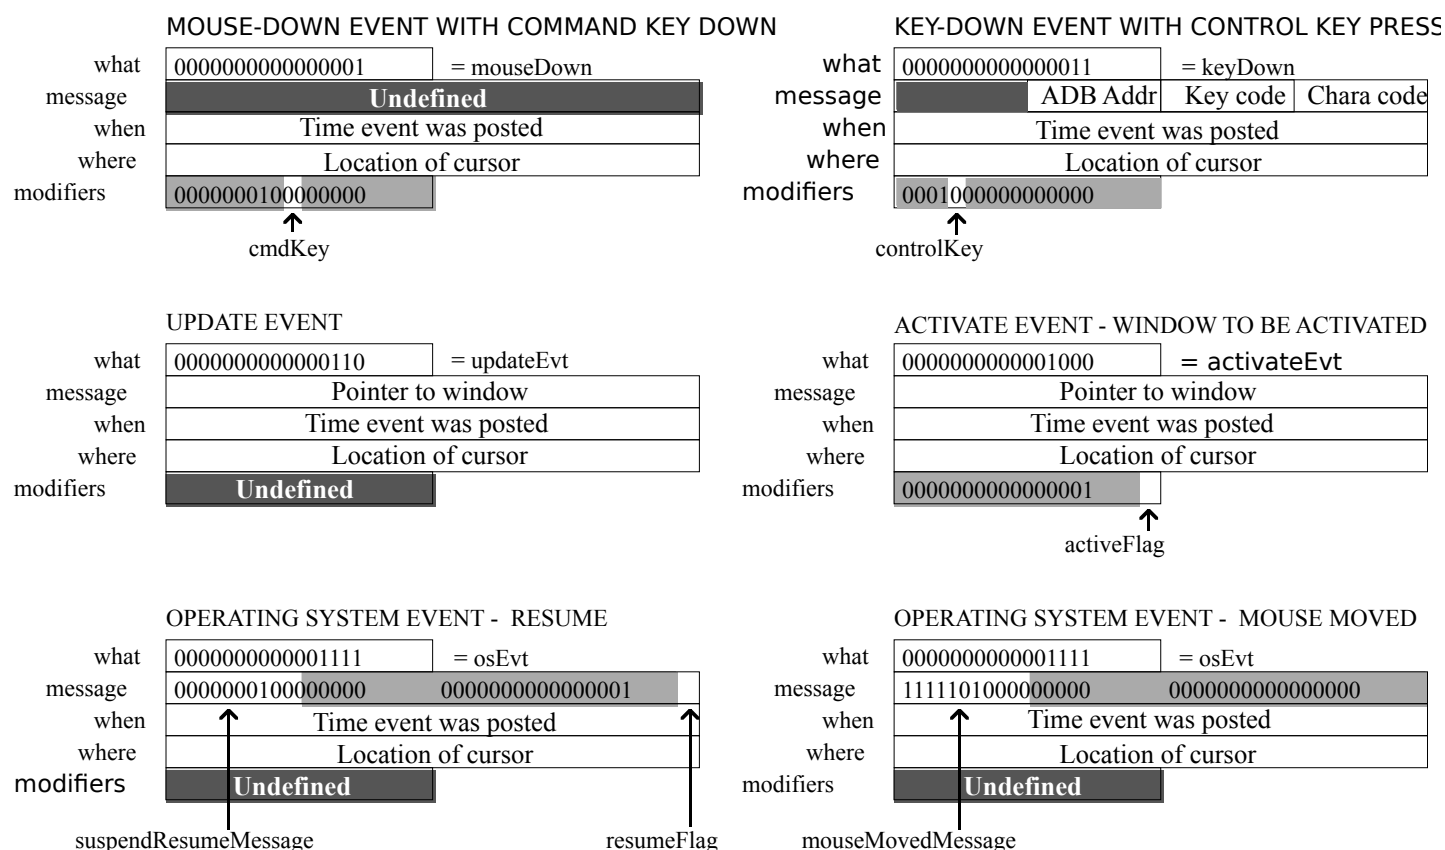 MOUSE-DOWN EVENT WITH COMMAND KEY DOWN
what 0000000000000001 = mouseDown
message Undefined
when Time event was posted
where Location of cursor
modifiers 0000000100000000
cmdKey
KEY-DOWN EVENT WITH CONTROL KEY PRESS
what 0000000000000011 = keyDown
message ADB Addr Key code Chara code
when Time event was posted
where Location of cursor
modifiers 0001000000000000
controlKey
UPDATE EVENT
what 0000000000000110 = updateEvt
message Pointer to window
when Time event was posted
where Location of cursor
modifiers Undefined
ACTIVATE EVENT - WINDOW TO BE ACTIVATED
what 0000000000001000 = activateEvt
message Pointer to window
when Time event was posted
where Location of cursor
modifiers 0000000000000001
activeFlag
OPERATING SYSTEM EVENT - RESUME
what 0000000000001111 = osEvt
message 0000000100000000 0000000000000001
when Time event was posted
where Location of cursor
modifiers Undefined
suspendResumeMessage resumeFlag
OPERATING SYSTEM EVENT - MOUSE MOVED
what 0000000000001111 = osEvt
message 1111101000000000 0000000000000000
when Time event was posted
where Location of cursor
modifiers Undefined
mouseMovedMessage